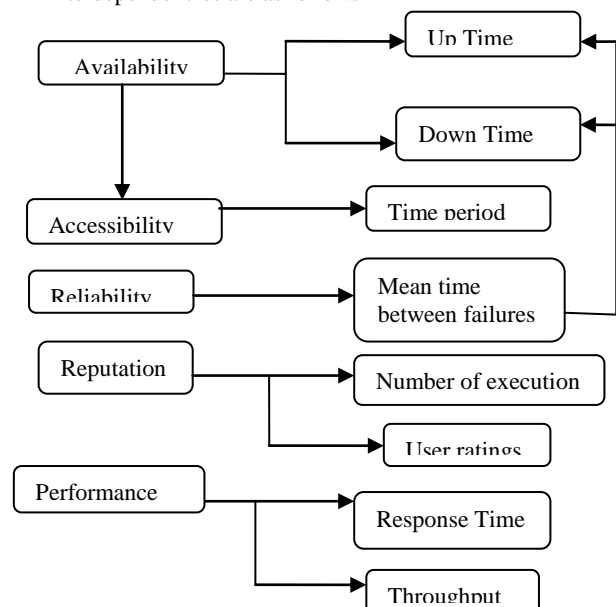 Up Time
Availability
Down Time
Accessibility
Time period
Reliability
Mean time
between failures
Reputation
Number of execution
User ratings
Performance
Response Time
Throughput